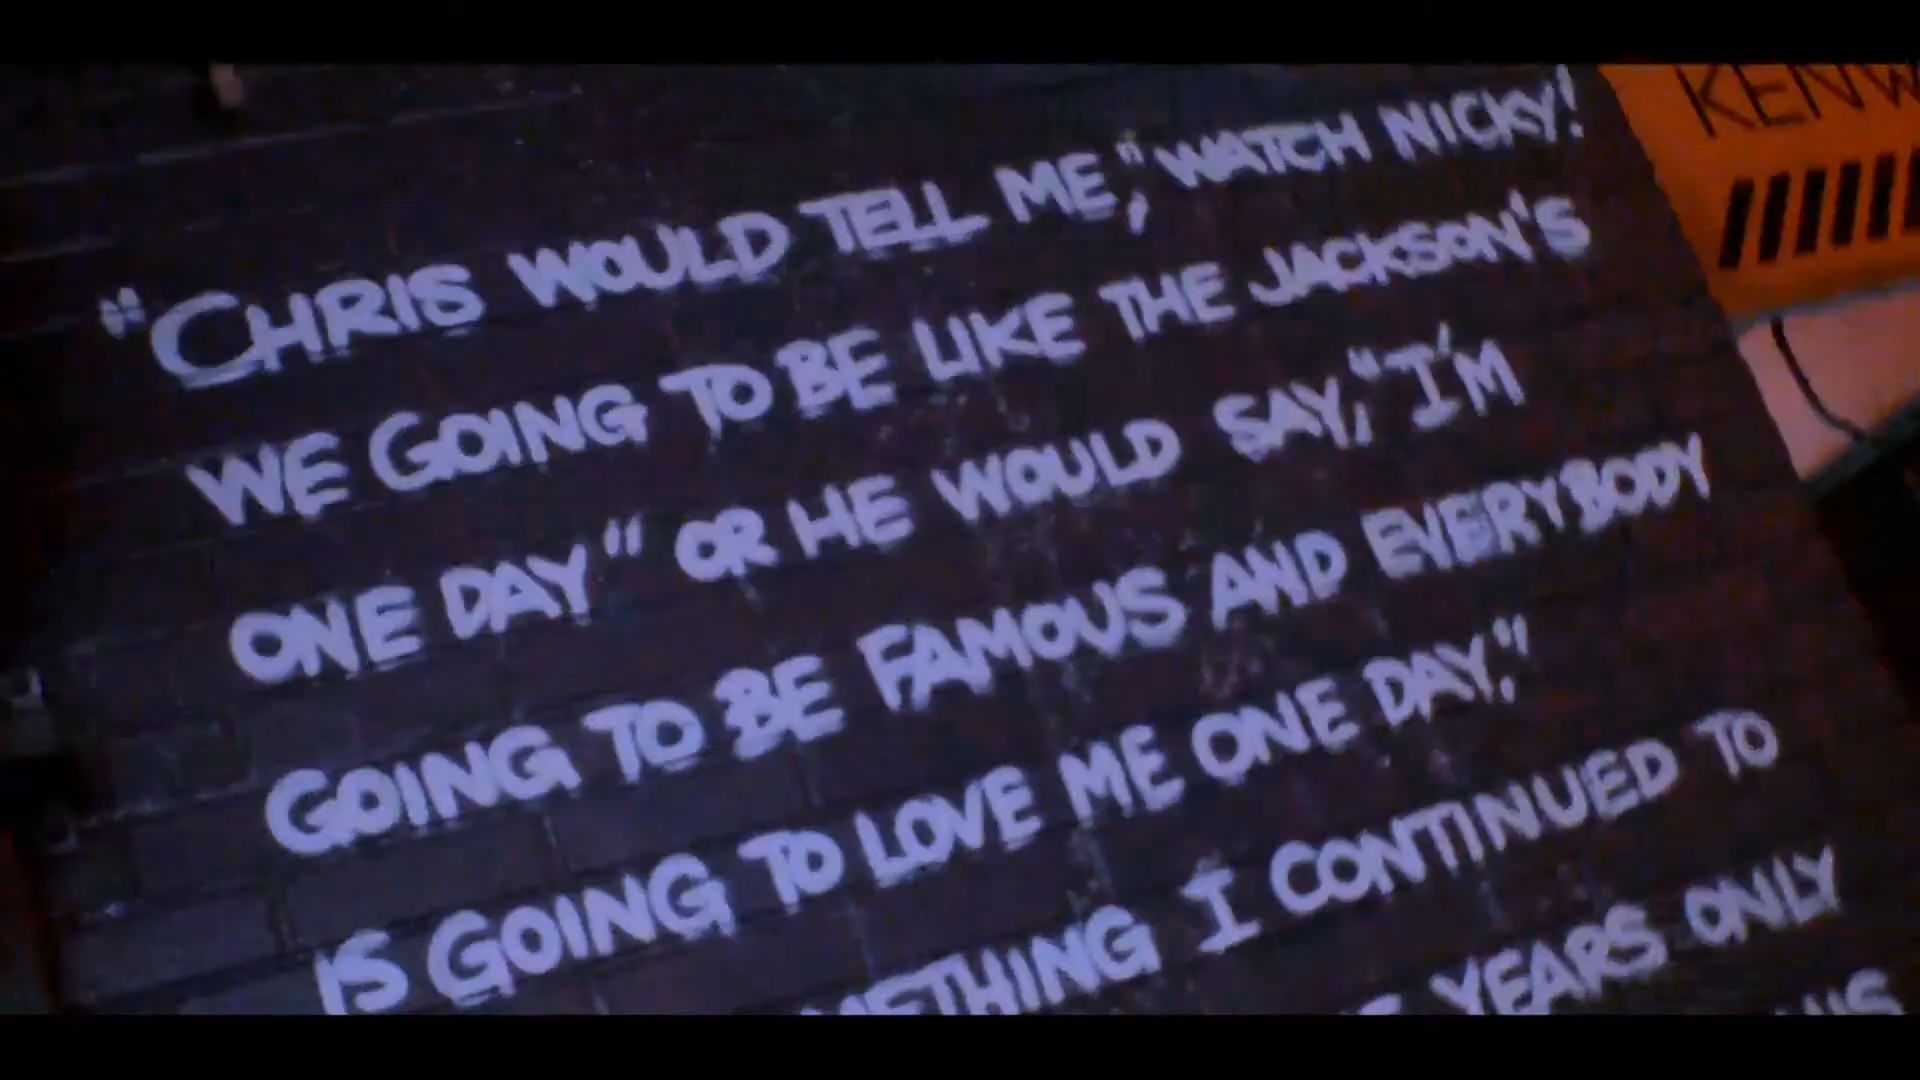 "CHRIS WOULD TELL ME, "WATCH NICKY!
WE GOING TO BE LIKE THE JACKSON'S
ONE DAY" OR HE WOULD SAY, "I'M
GOING TO BE FAMOUS AND EVERYBODY
IS GOING TO LOVE ME ONE DAY."
I CONTINUED TO
YEARS ONLY